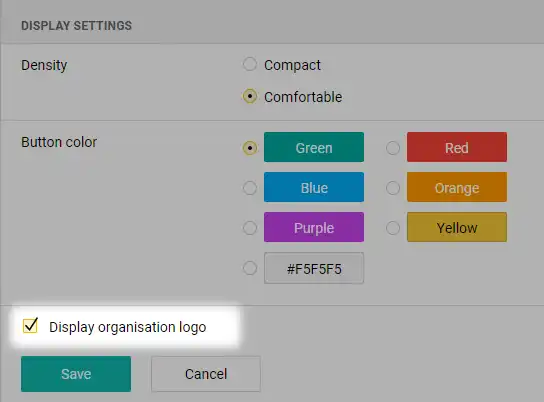 DISPLAY SETTINGS
Density
Compact
Comfortable
Button color
Green
Red
Blue
Orange
Purple
Yellow
#F5F5F5
Display organisation logo
Save
Cancel